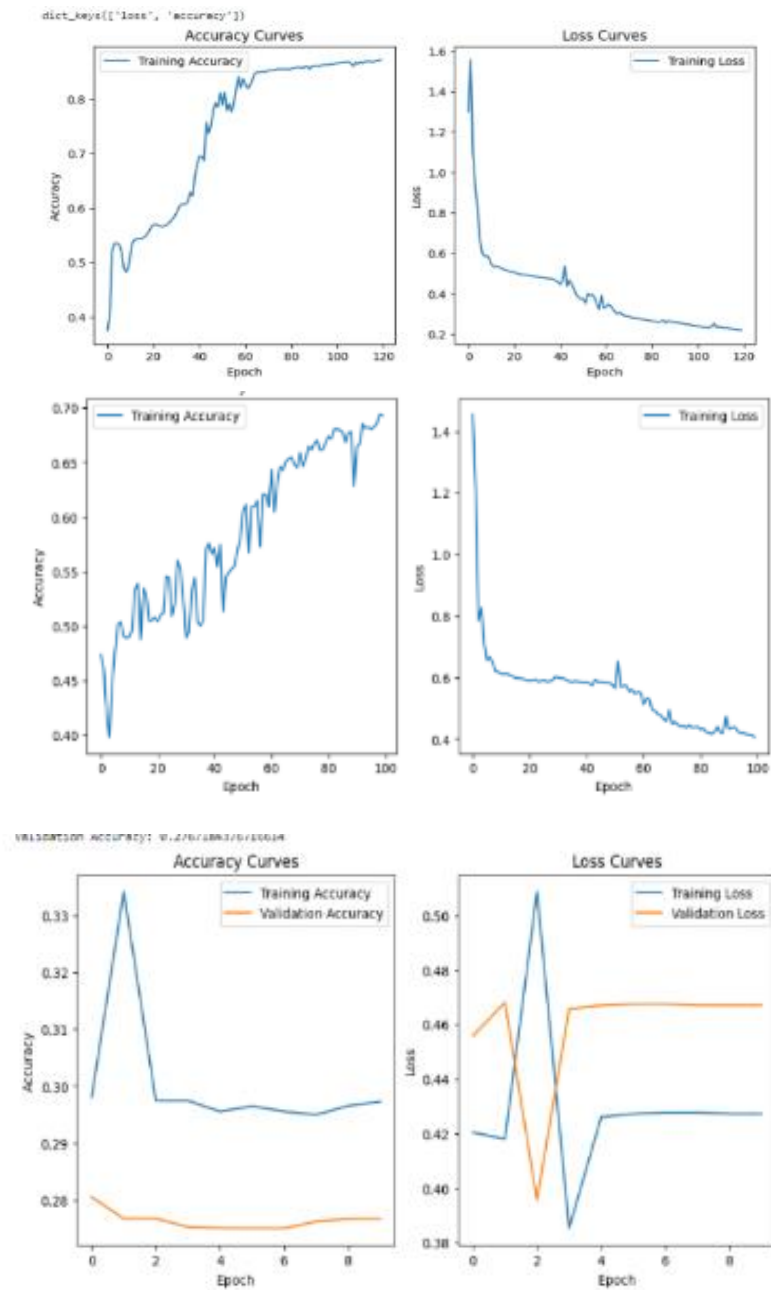 dict_keys(['loss', 'accuracy'])
Accuracy Curves
Training Accuracy
0.8
0.7
0.6
0.5
0.4
Accuracy
0 20 40 60 80 100 120
Epoch
Loss Curves
Training Loss
1.6
1.4
1.2
1.0
0.8
0.6
0.4
0.2
Loss
0 20 40 60 80 100 120
Epoch
Training Accuracy
0.70
0.65
0.60
0.55
0.50
0.45
0.40
Accuracy
0 20 40 60 80 100
Epoch
Training Loss
1.4
1.2
1.0
0.8
0.6
0.4
Loss
0 20 40 60 80 100
Epoch
Validation Accuracy:
Accuracy Curves
Training Accuracy
Validation Accuracy
0.33
0.32
0.31
0.30
0.29
0.28
Accuracy
0 2 4 6 8
Epoch
Loss Curves
Training Loss
Validation Loss
0.50
0.48
0.46
0.44
0.42
0.40
0.38
Loss
0 2 4 6 8
Epoch